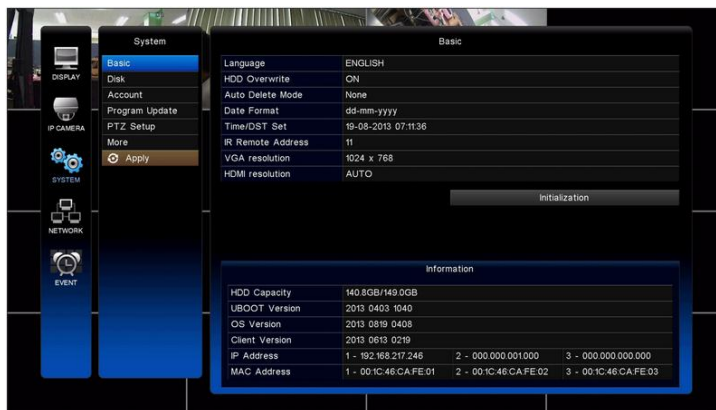 System
Basic
DISPLAY
IP CAMERA
SYSTEM
NETWORK
EVENT
Basic
Disk
Account
Program Update
PTZ Setup
More
Apply
Language ENGLISH
HDD Overwrite ON
Auto Delete Mode None
Date Format dd-mm-yyyy
Time/DST Set 19-08-2013 07:11:36
IR Remote Address 11
VGA resolution 1024 x 768
HDMI resolution AUTO
Initialization
Information
HDD Capacity 140.8GB/149.0GB
UBOOT Version 2013 0403 1040
OS Version 2013 0819 0408
Client Version 2013 0613 0219
IP Address 1 - 192.168.217.246 2 - 000.000.001.000 3 - 000.000.000.000
MAC Address 1 - 00:1C:46:CA:FE:01 2 - 00:1C:46:CA:FE:02 3 - 00:1C:46:CA:FE:03